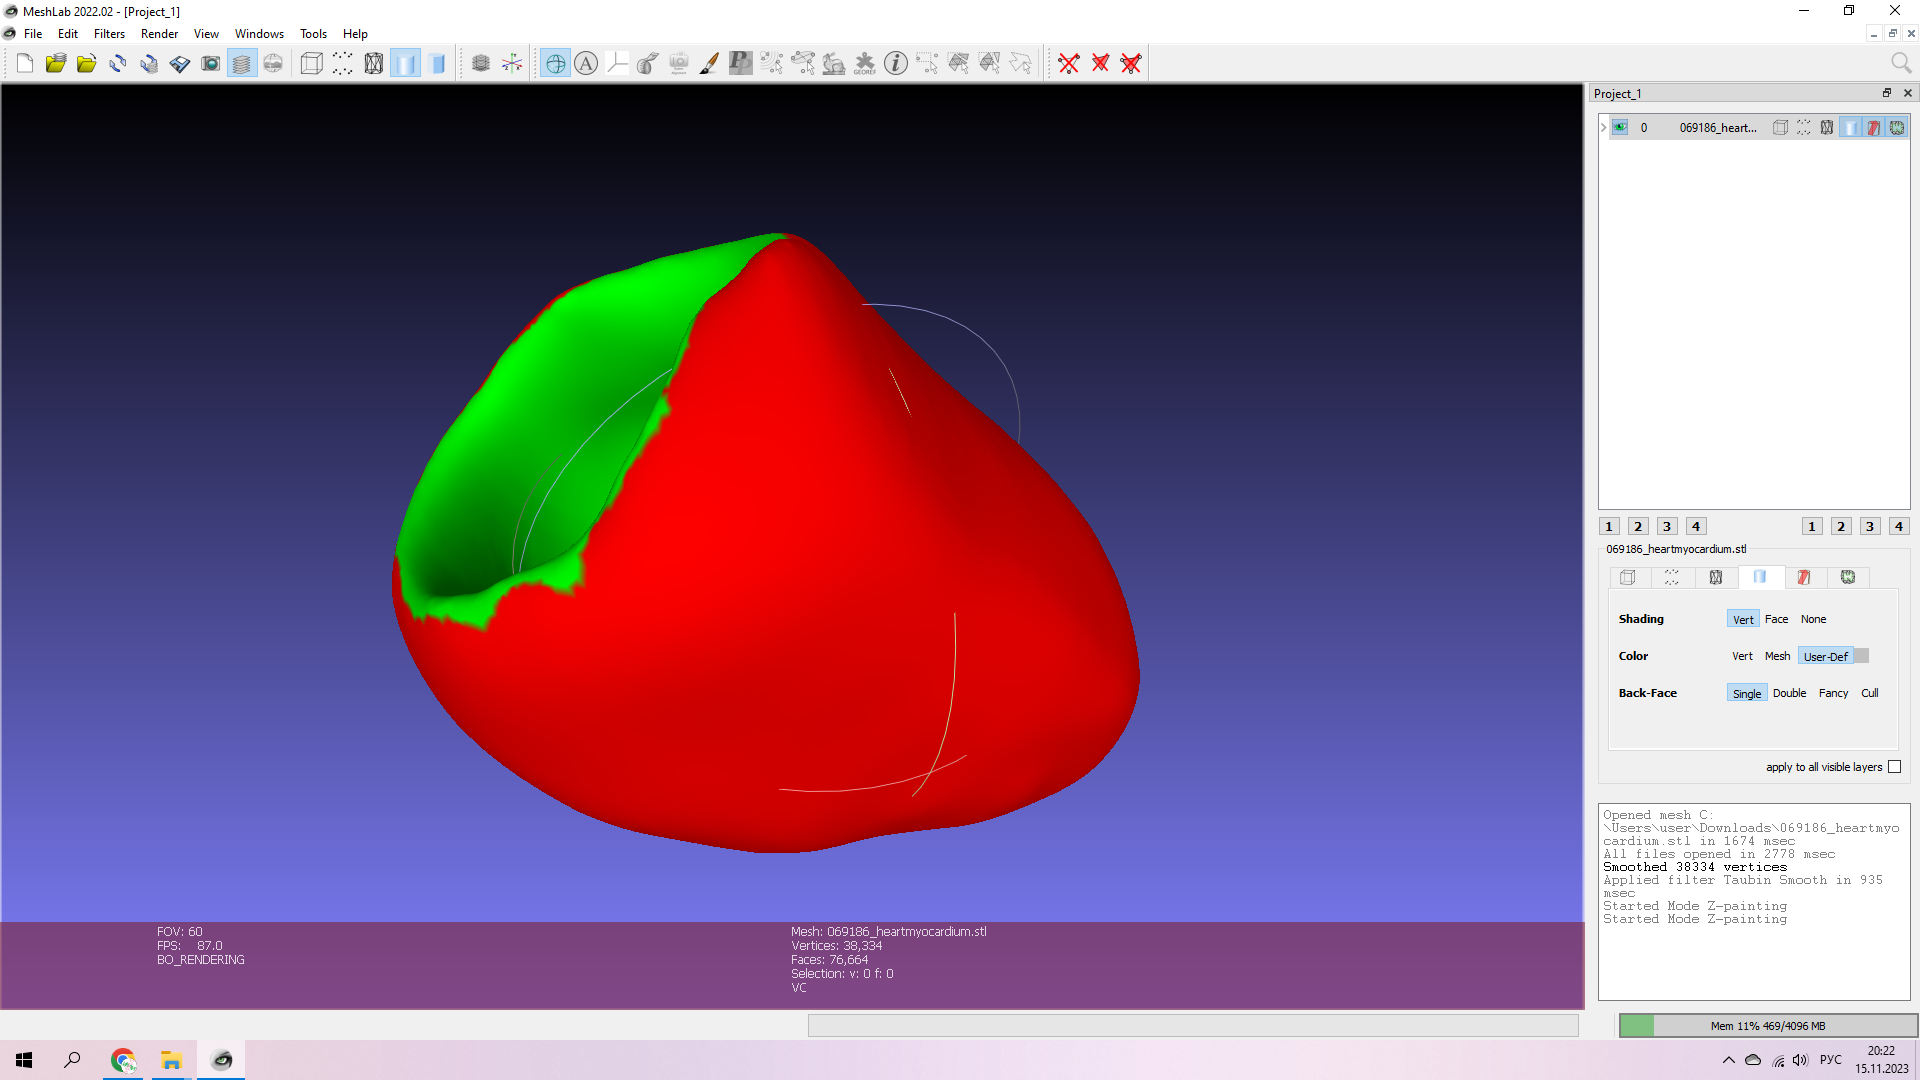 MeshLab 2022.02 - [Project_1]
File Edit Filters Render View Windows Tools Help
GEOREF
Project_1
0 069186_heart...
1 2 3 4 1 2 3 4
069186_heartmyocardium.stl
Shading Vert Face None
Color Vert Mesh User-Def
Back-Face Single Double Fancy Cull
apply to all visible layers
Opened mesh C:
\Users\user\Downloads\069186_heartmyo
cardium.stl in 1674 msec
All files opened in 2778 msec
Smoothed 38334 vertices
Applied filter Taubin Smooth in 935
msec
Started Mode Z-painting
Started Mode Z-painting
FOV: 60
FPS: 87.0
BO_RENDERING
Mesh: 069186_heartmyocardium.stl
Vertices: 38,334
Faces: 76,664
Selection: v: 0 f: 0
VC
Mem 11% 469/4096 MB
РУС
20:22
15.11.2023